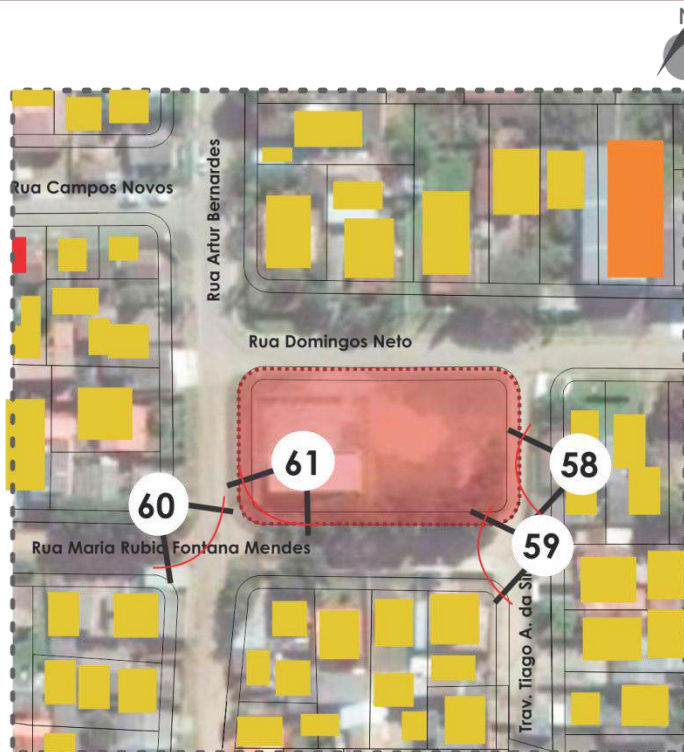 N
Rua Campos Novos
Rua Artur Bernardes
Rua Domingos Neto
61
58
60
59
Rua Maria Rubia Fontana Mendes
Trav. Tiago A. da